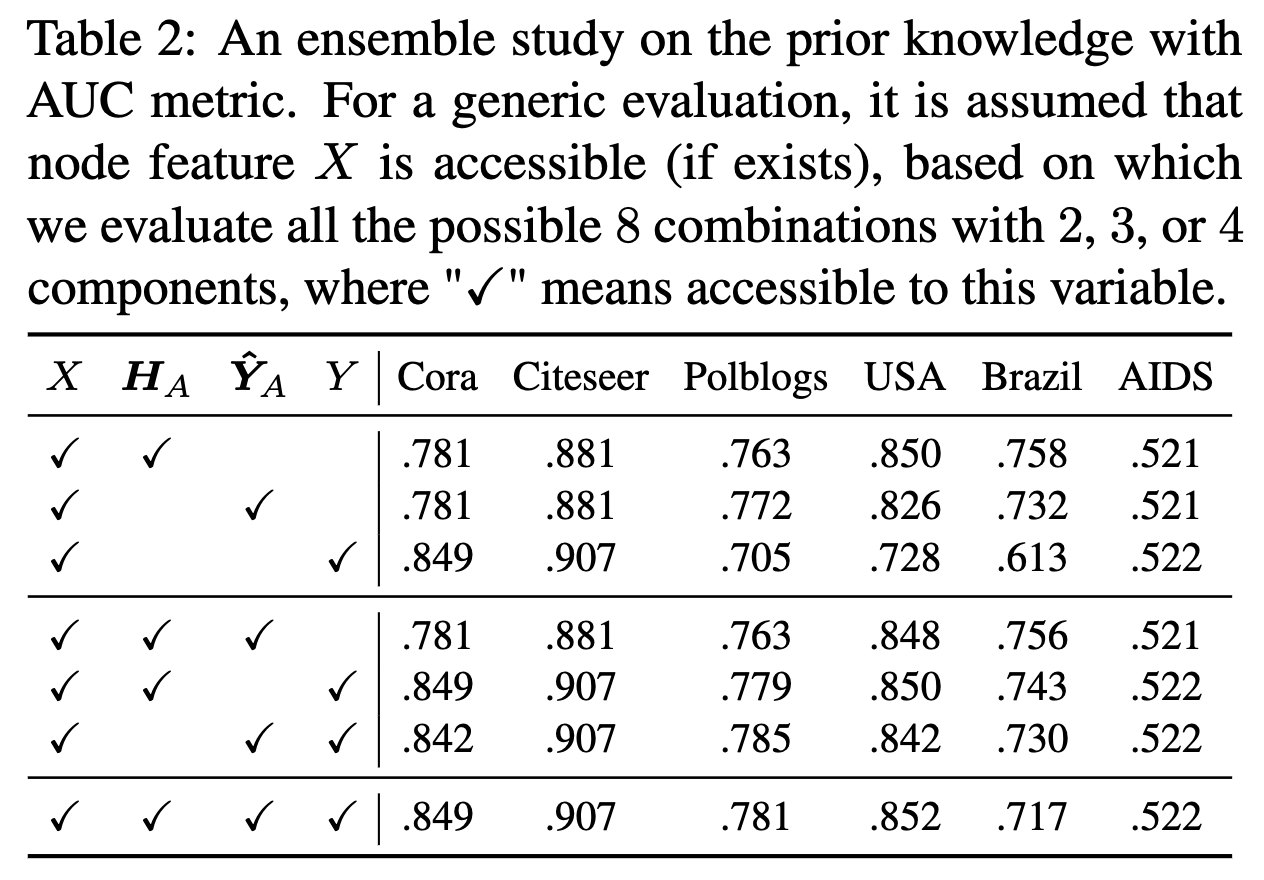 Table 2: An ensemble study on the prior knowledge with
AUC metric. For a generic evaluation, it is assumed that
node feature X is accessible (if exists), based on which
we evaluate all the possible 8 combinations with 2, 3, or 4
components, where "✓" means accessible to this variable.
X H_A Ŷ_A Y Cora Citeseer Polblogs USA Brazil AIDS
✓ ✓ .781 .881 .763 .850 .758 .521
✓ ✓ .781 .881 .772 .826 .732 .521
✓ ✓ .849 .907 .705 .728 .613 .522
✓ ✓ ✓ .781 .881 .763 .848 .756 .521
✓ ✓ ✓ .849 .907 .779 .850 .743 .522
✓ ✓ ✓ .842 .907 .785 .842 .730 .522
✓ ✓ ✓ ✓ .849 .907 .781 .852 .717 .522